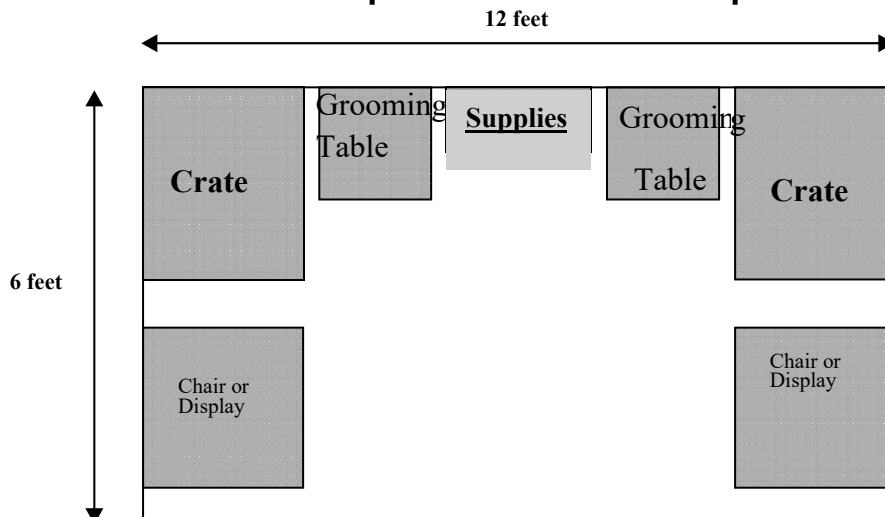 12 feet
Grooming
Table
Supplies
Grooming
Table
Crate
Crate
6 feet
Chair or
Display
Chair or
Display